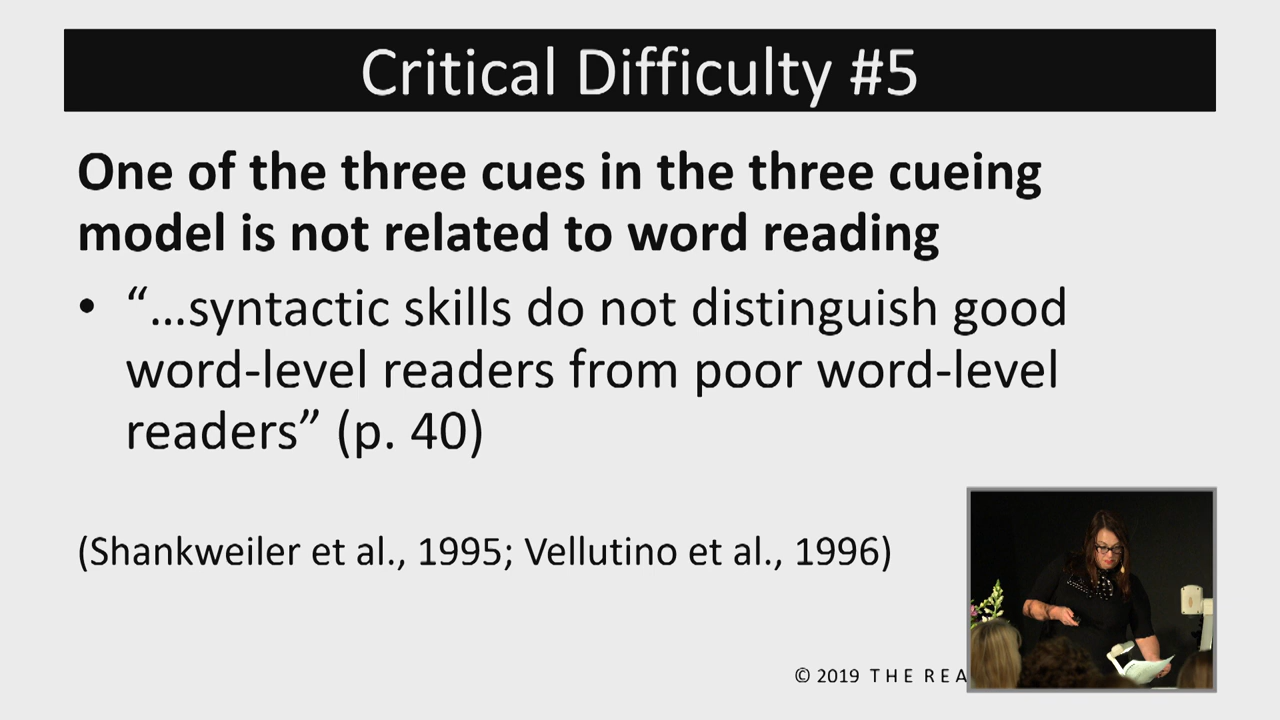 Critical Difficulty #5
One of the three cues in the three cueing
model is not related to word reading
• “…syntactic skills do not distinguish good
word-level readers from poor word-level
readers” (p. 40)
(Shankweiler et al., 1995; Vellutino et al., 1996)
© 2019 THE REA